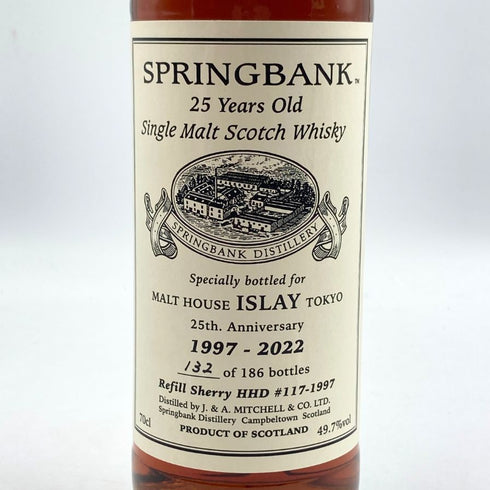 SPRINGBANK™
25 Years Old
Single Malt Scotch Whisky
SPRINGBANK DISTILLERY
Specially bottled for
MALT HOUSE ISLAY TOKYO
25th. Anniversary
1997 - 2022
132 of 186 bottles
Refill Sherry HHD #117-1997
Distilled by J. & A. MITCHELL & CO. LTD.
Springbank Distillery Campbeltown Scotland
70cl PRODUCT OF SCOTLAND 49.7%vol